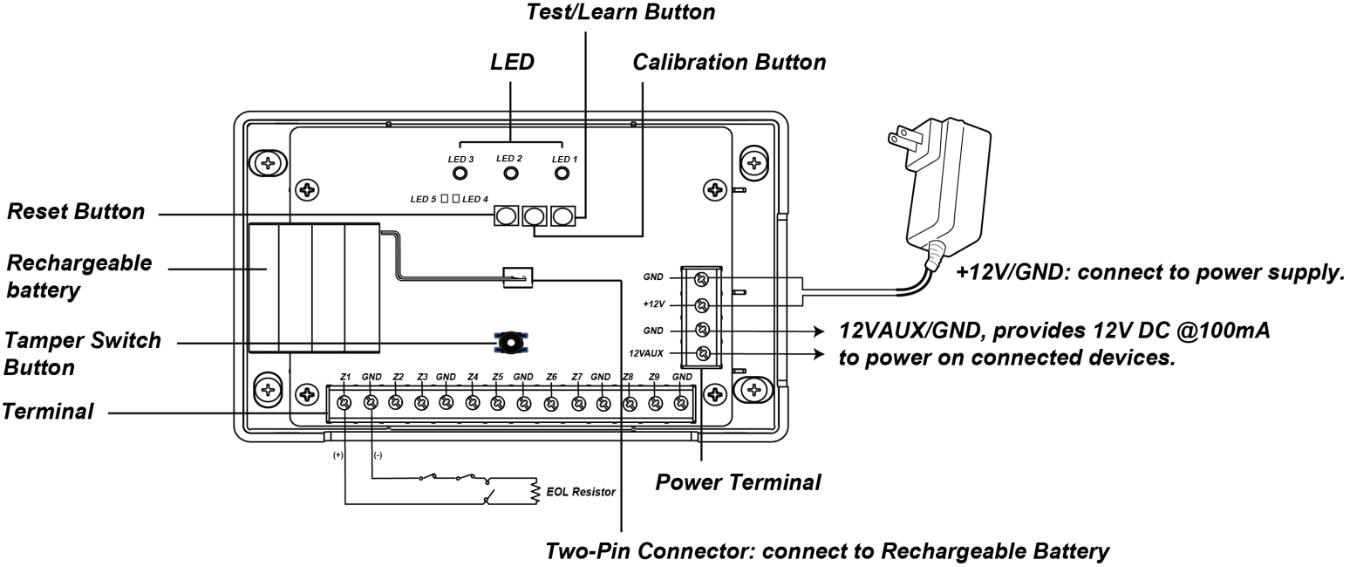 Test/Learn Button
LED
Calibration Button
LED 3
LED 2
LED 1
LED 5
LED 4
Reset Button
Rechargeable
battery
Tamper Switch
Button
Terminal
GND
+12V
GND
12VAUX
+12V/GND: connect to power supply.
12VAUX/GND, provides 12V DC @100mA
to power on connected devices.
Z1 GND Z2 Z3 GND Z4 Z5 GND Z6 Z7 GND Z8 Z9 GND
(+)
(-)
EOL Resistor
Power Terminal
Two-Pin Connector: connect to Rechargeable Battery